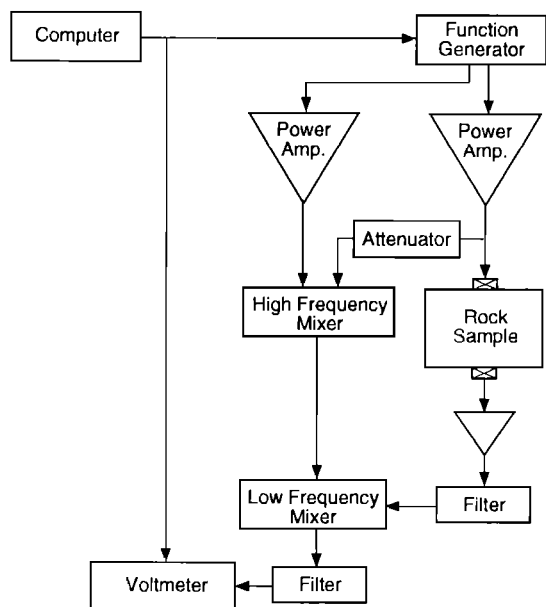 Computer
Function
Generator
Power
Amp.
Power
Amp.
Attenuator
High Frequency
Mixer
Rock
Sample
Low Frequency
Mixer
Filter
Voltmeter
Filter